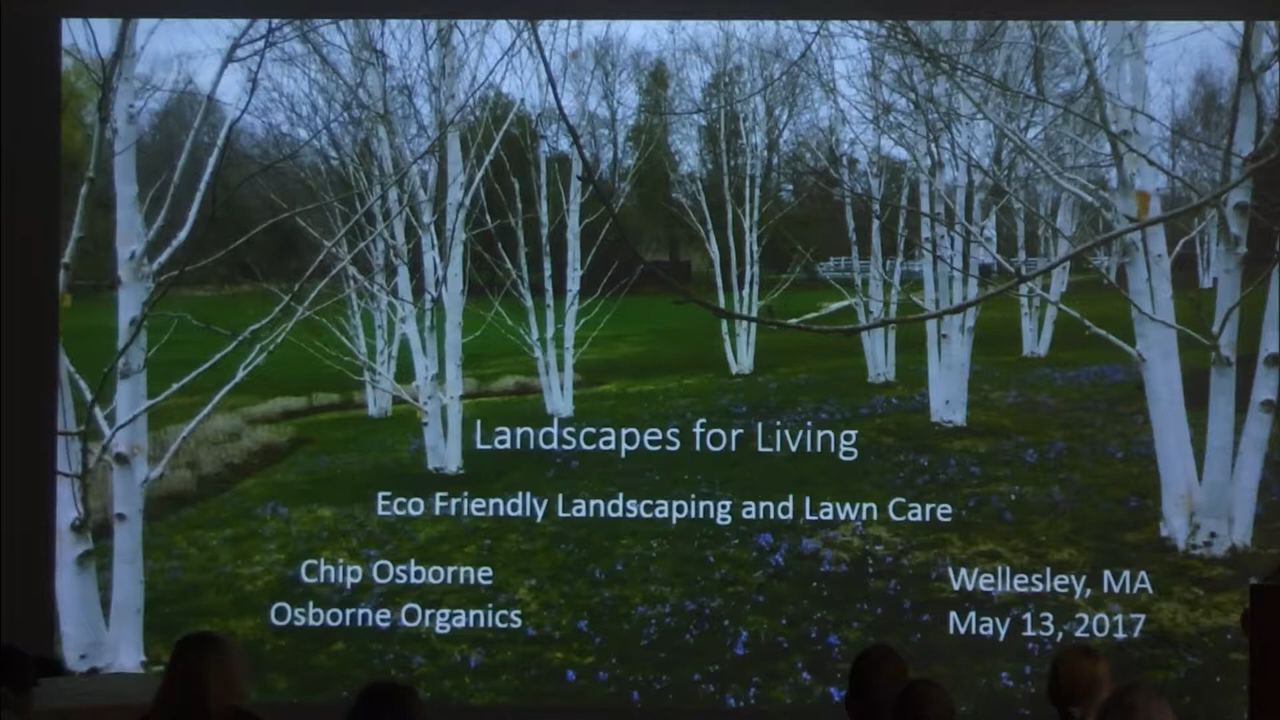 Landscapes for Living
Eco Friendly Landscaping and Lawn Care
Chip Osborne
Osborne Organics
Wellesley, MA
May 13, 2017